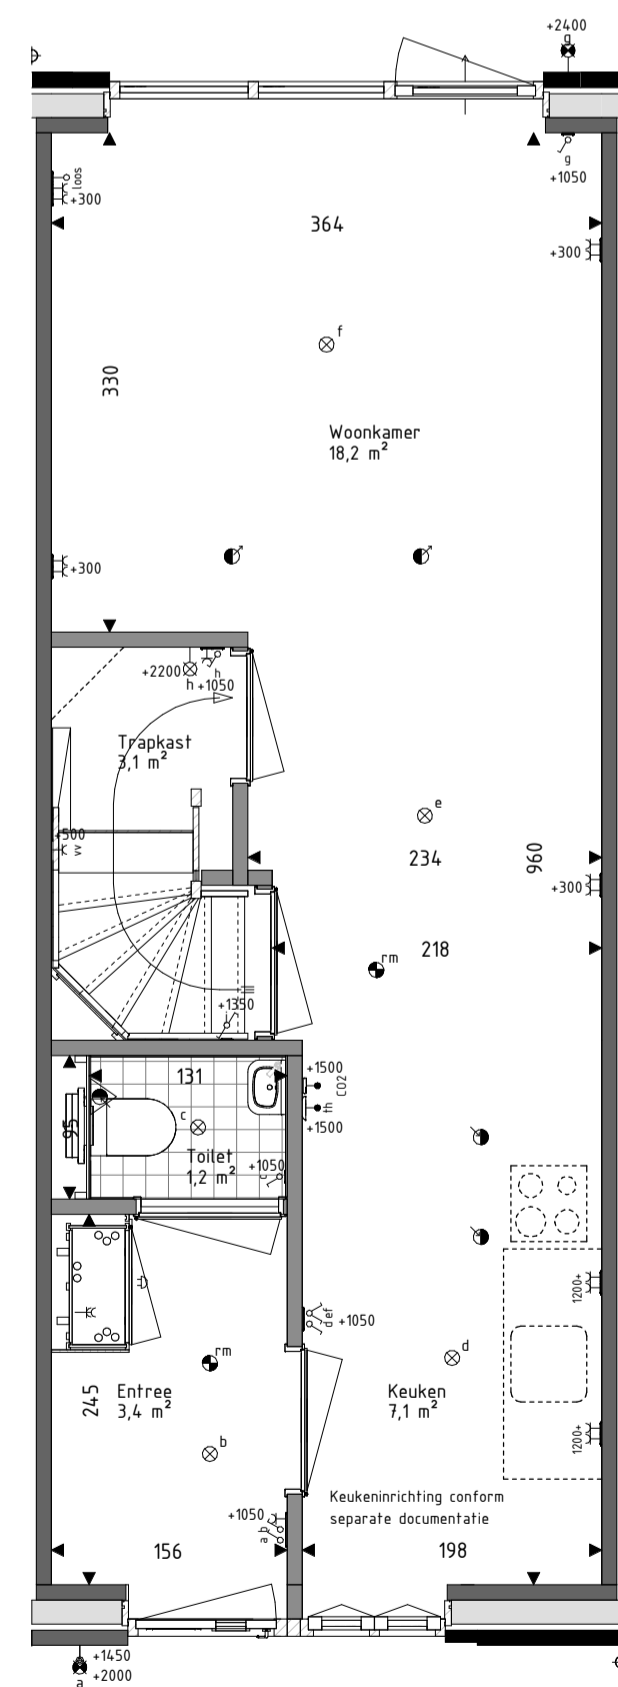 +2400
g
loos
+300
g
+1050
364
+300
f
330
Woonkamer
18,2 m²
+300
+2200
h
h
+1050
Trapkast
3,1 m²
e
+500
vv
234
960
+300
218
rm
+1350
131
+1500
CO2
th
+1500
95
c
Toilet
1,2 m²
+1050
c
def
+1050
1200+
rm
d
245
Entree
3,4 m²
Keuken
7,1 m²
b
1200+
Keukeninrichting conform
separate documentatie
+1050
a b
156
198
+1450
+2000
a